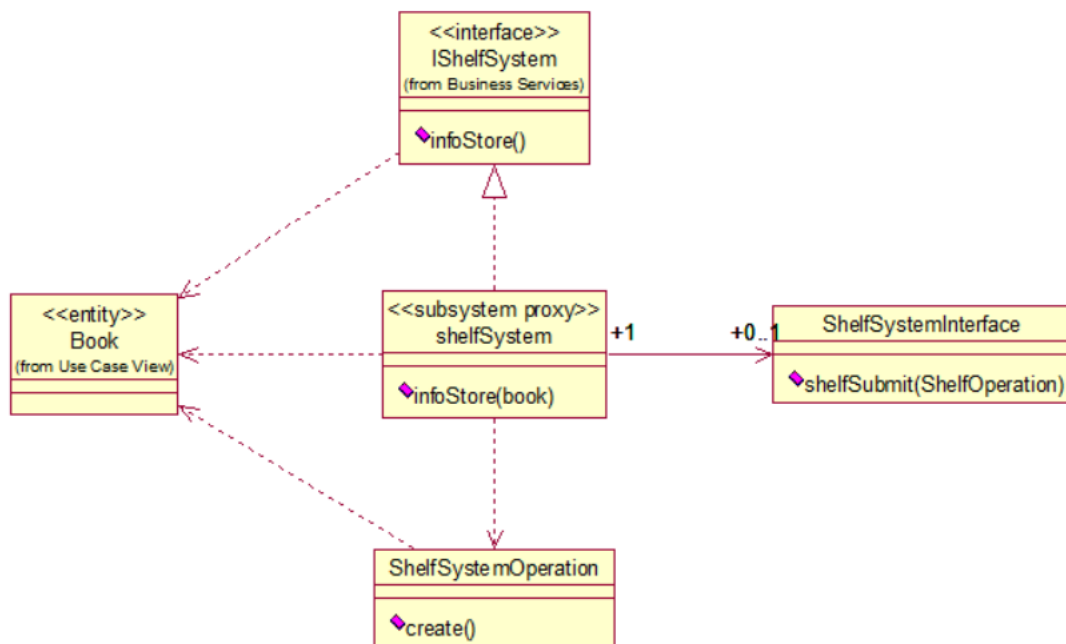 <<interface>>
IShelfSystem
(from Business Services)
infoStore()
<<entity>>
Book
(from Use Case View)
<<subsystem proxy>>
shelfSystem
infoStore(book)
+1
+0..1
ShelfSystemInterface
shelfSubmit(ShelfOperation)
ShelfSystemOperation
create()